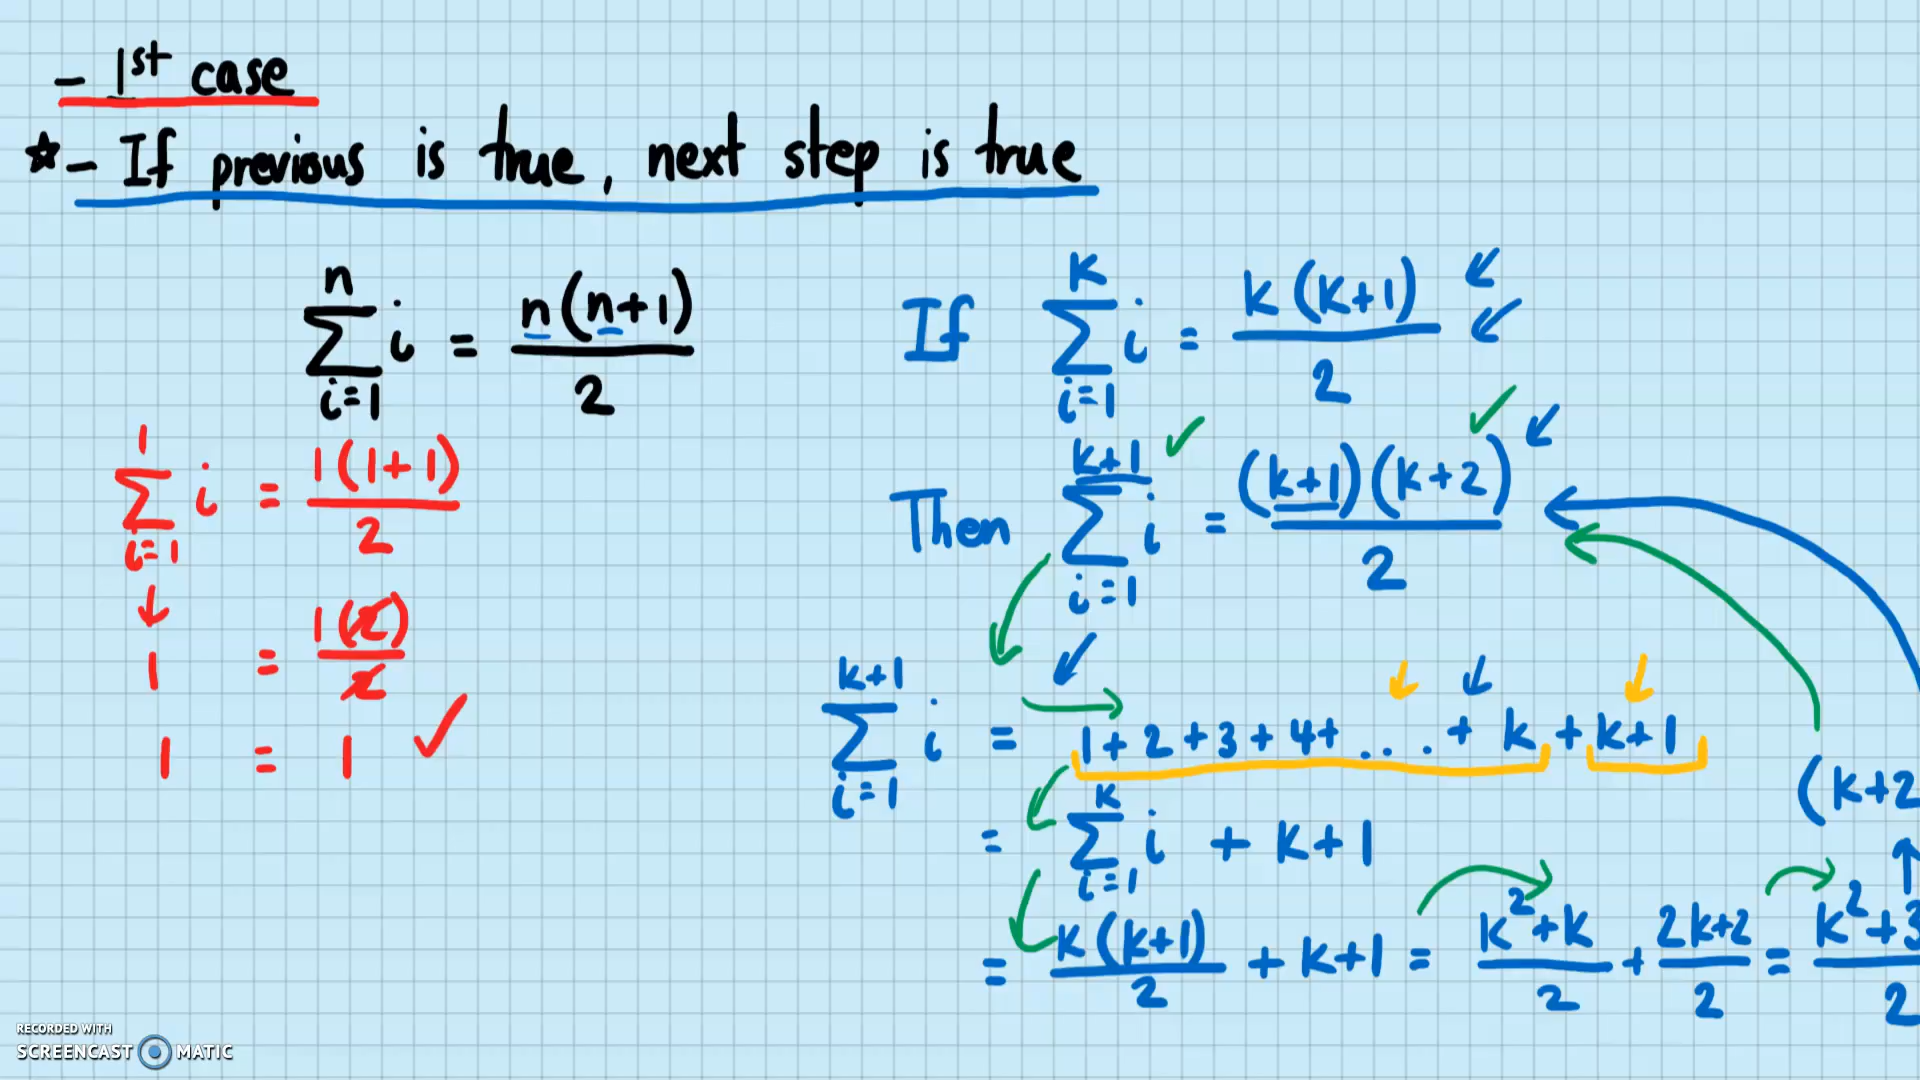 - 1st case
☆- If previous is true, next step is true
n
∑ i = n(n+1)/2
i=1
1
∑ i = 1(1+1)/2
i=1
↓
1 = 1(2)/2
1 = 1 ✓
If ∑ i = k(k+1)/2
k
i=1
Then ∑ i = (k+1)(k+2)/2
k+1
i=1
k+1
∑ i = 1+2+3+4+...+k+k+1
i=1
k
= ∑ i + k+1
i=1
(k+2
= k(k+1)/2 + k+1 = k²+k/2 + 2k+2/2 = k²+3
2
RECORDED WITH
SCREENCAST MATIC